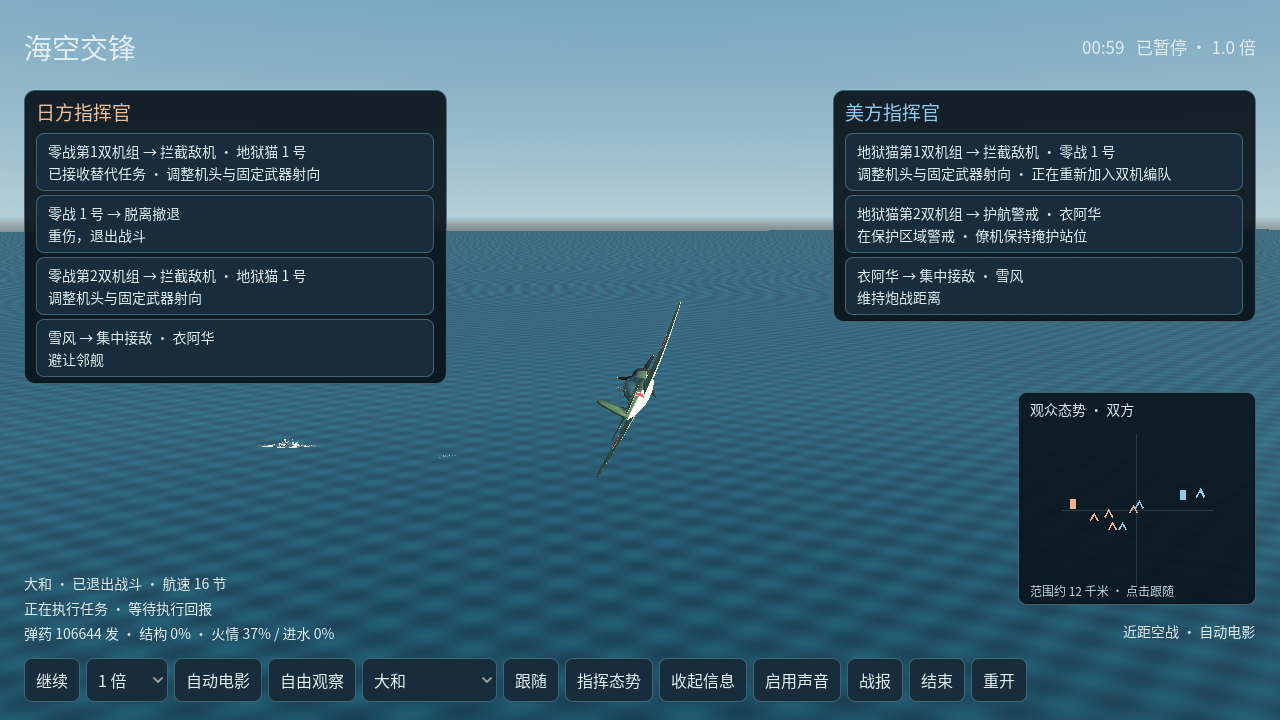 海空交锋
00:59 已暂停 · 1.0 倍
日方指挥官
零战第1双机组 → 拦截敌机 · 地狱猫 1 号
已接收替代任务 · 调整机头与固定武器射向
零战 1 号 → 脱离撤退
重伤，退出战斗
零战第2双机组 → 拦截敌机 · 地狱猫 1 号
调整机头与固定武器射向
雪风 → 集中接敌 · 衣阿华
避让邻舰
美方指挥官
地狱猫第1双机组 → 拦截敌机 · 零战 1 号
调整机头与固定武器射向 · 正在重新加入双机编队
地狱猫第2双机组 → 护航警戒 · 衣阿华
在保护区域警戒 · 僚机保持掩护站位
衣阿华 → 集中接敌 · 雪风
维持炮战距离
观众态势 · 双方
范围约 12 千米 · 点击跟随
大和 · 已退出战斗 · 航速 16 节
正在执行任务 · 等待执行回报
弹药 106644 发 · 结构 0% · 火情 37% / 进水 0%
近距空战 · 自动电影
继续
1 倍
自动电影
自由观察
大和
跟随
指挥态势
收起信息
启用声音
战报
结束
重开